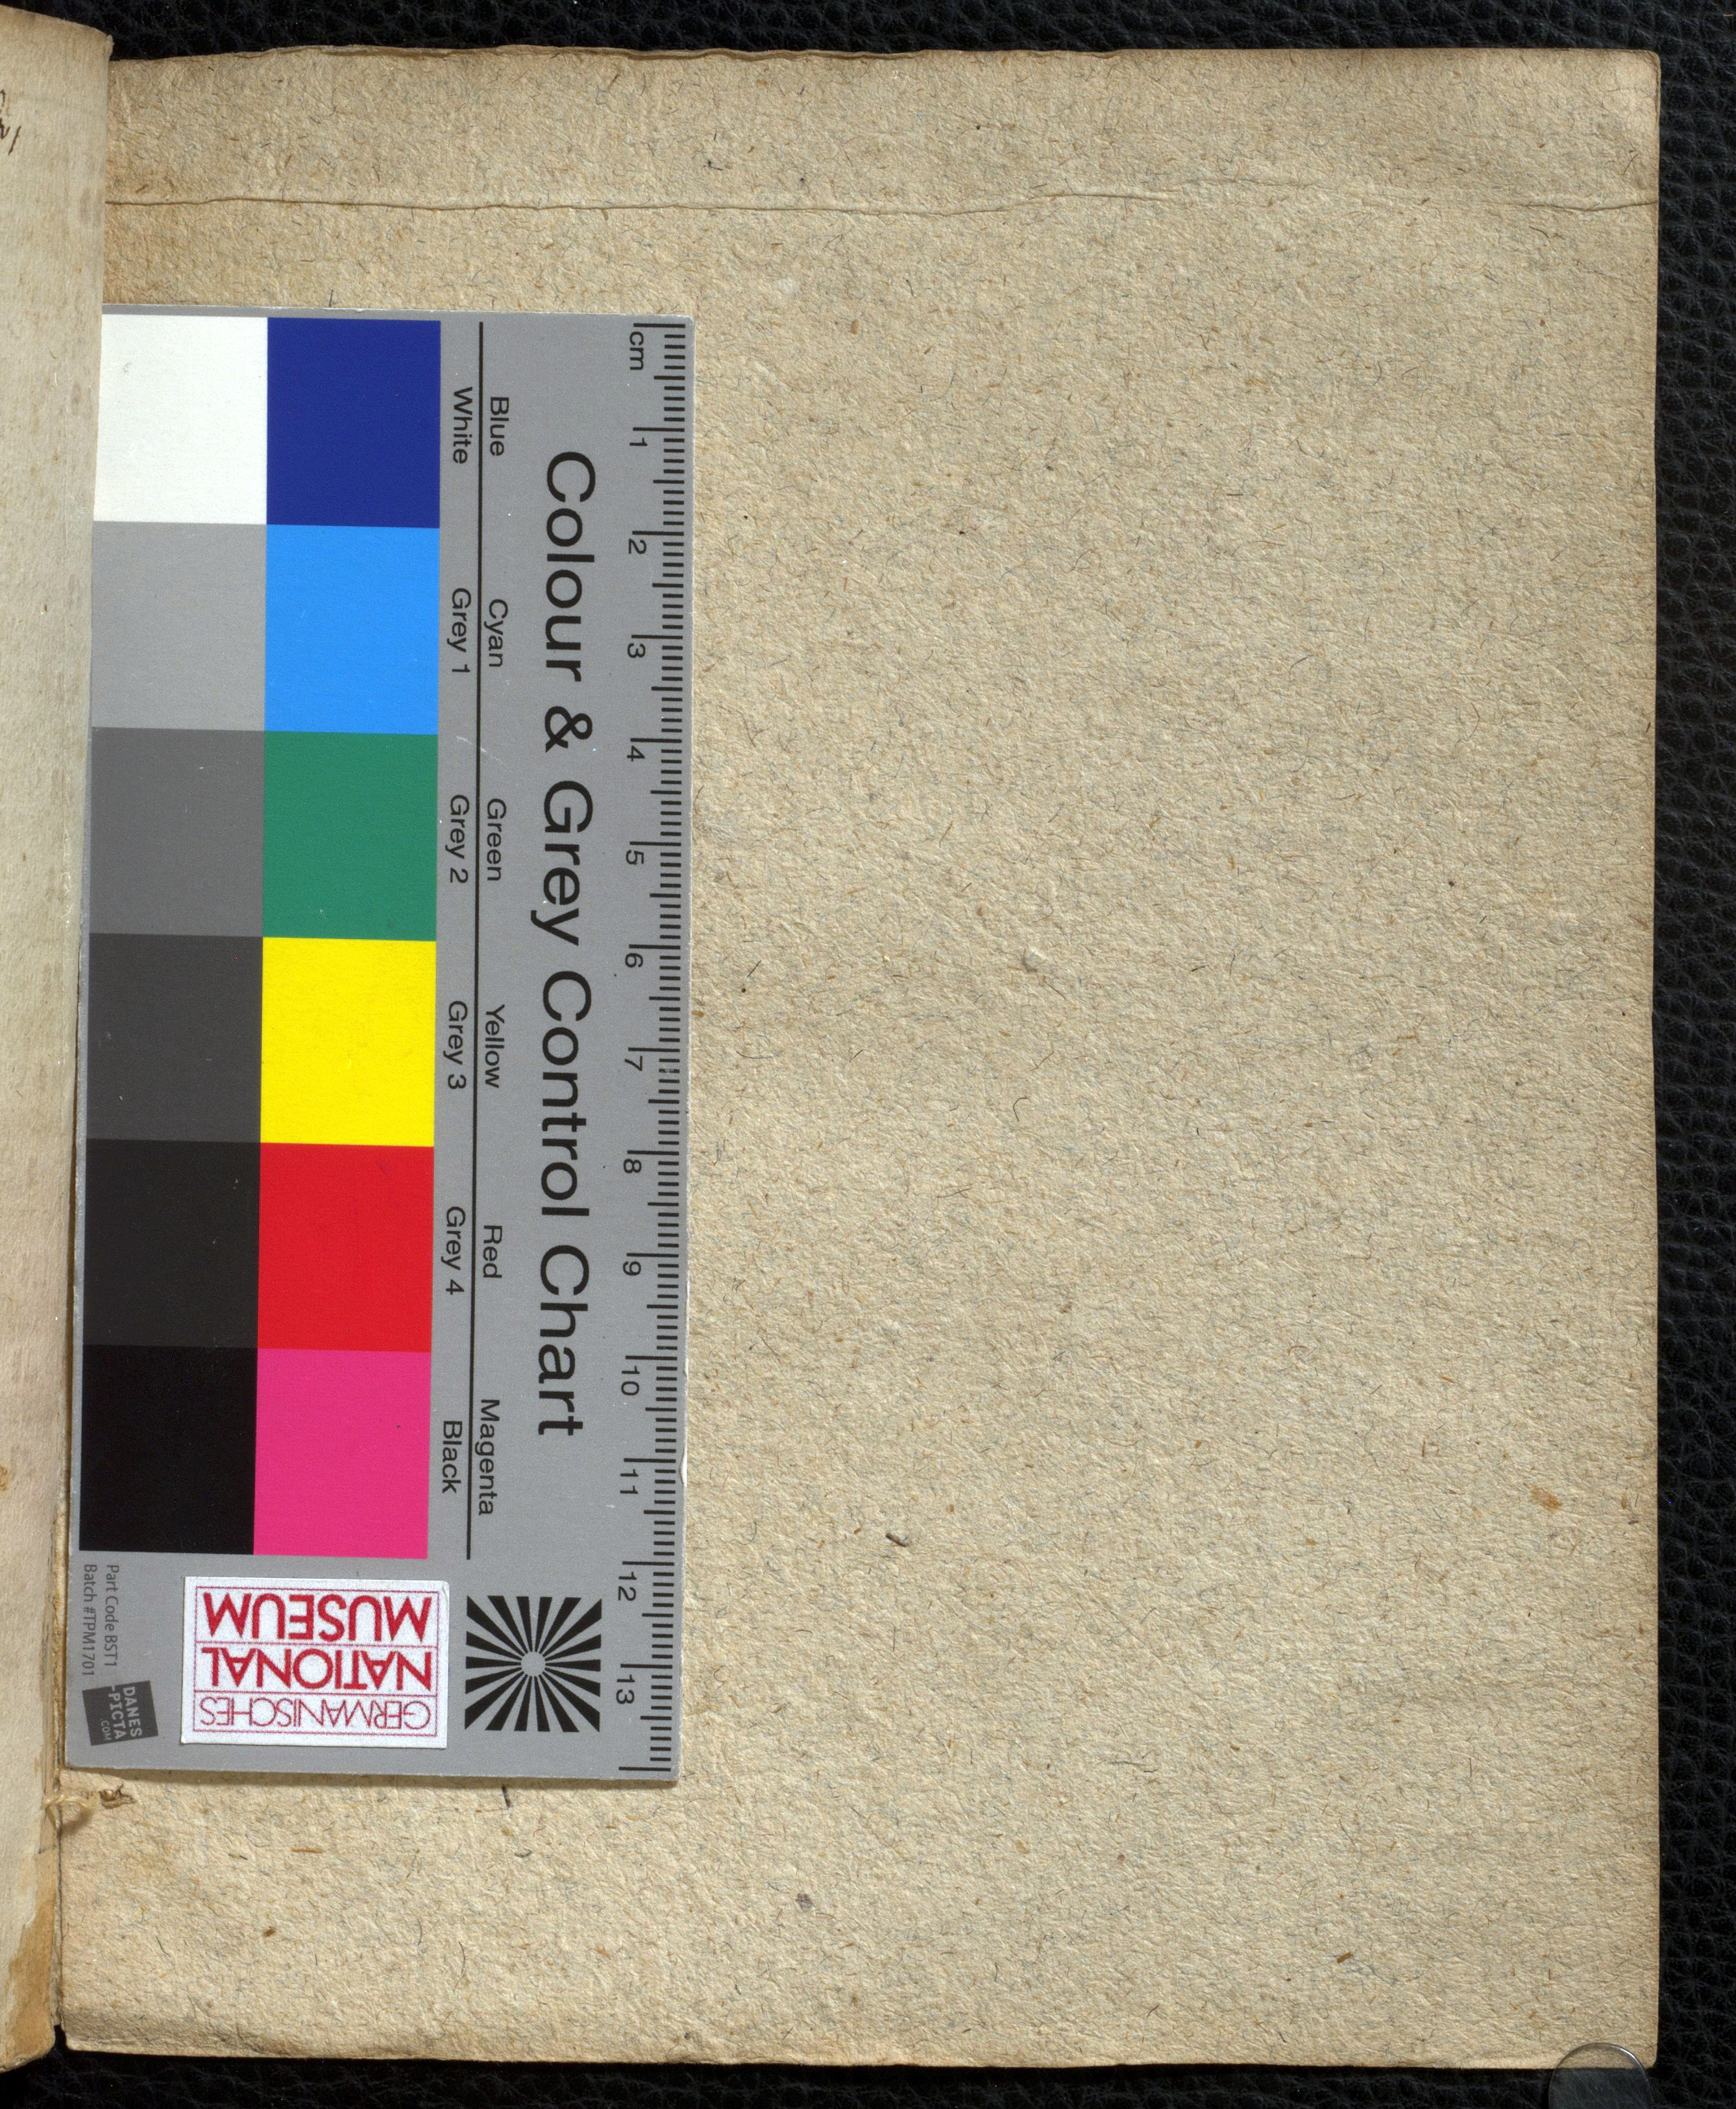 cm 1 2 3 4 5 6 7 8 9 10 11 12 13
Colour & Grey Control Chart
Blue Cyan Green Yellow Red Magenta
White Grey 1 Grey 2 Grey 3 Grey 4 Black
GERMANISCHES
NATIONAL
MUSEUM
Part Code BST1
Batch #TPM1701
DANES
-PICTA
.COM